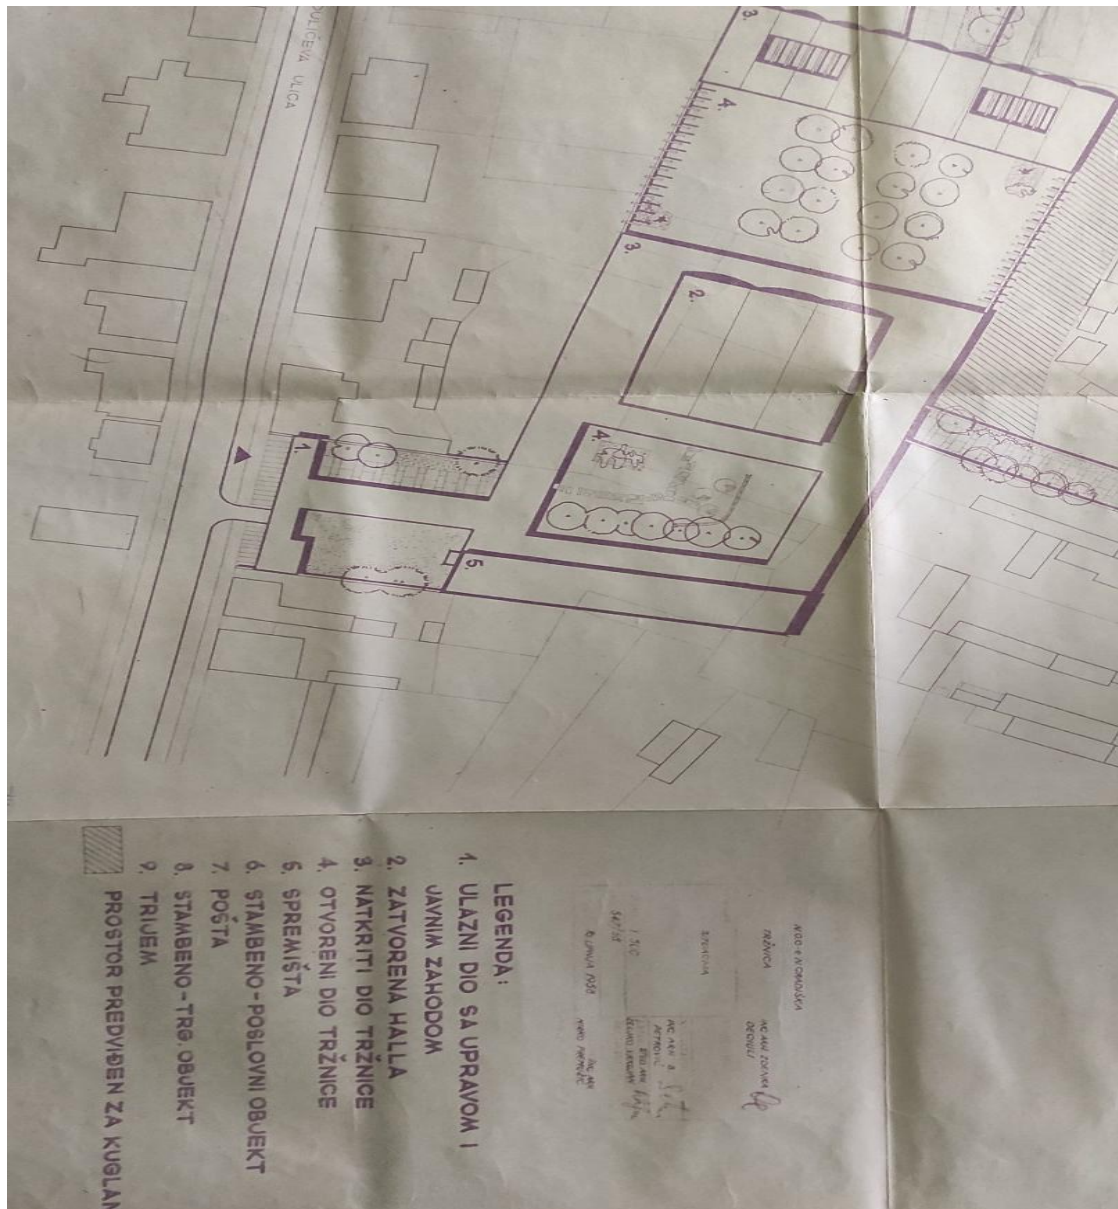 ULICA
3.
4.
3.
2.
4.
1.
5.
LEGENDA:
1. ULAZNI DIO SA UPRAVOM I
JAVNIM ZAHODOM
2. ZATVORENA HALLA
3. NATKRITI DIO TRŽNICE
4. OTVORENI DIO TRŽNICE
5. SPREMIŠTA
6. STAMBENO-POSLOVNI OBJEKT
7. POŠTA
8. STAMBENO-TRG. OBJEKT
9. TRIJEM
PROSTOR PREDVIĐEN ZA KUGLAN
TRŽNICA
SITUACIJA
1958